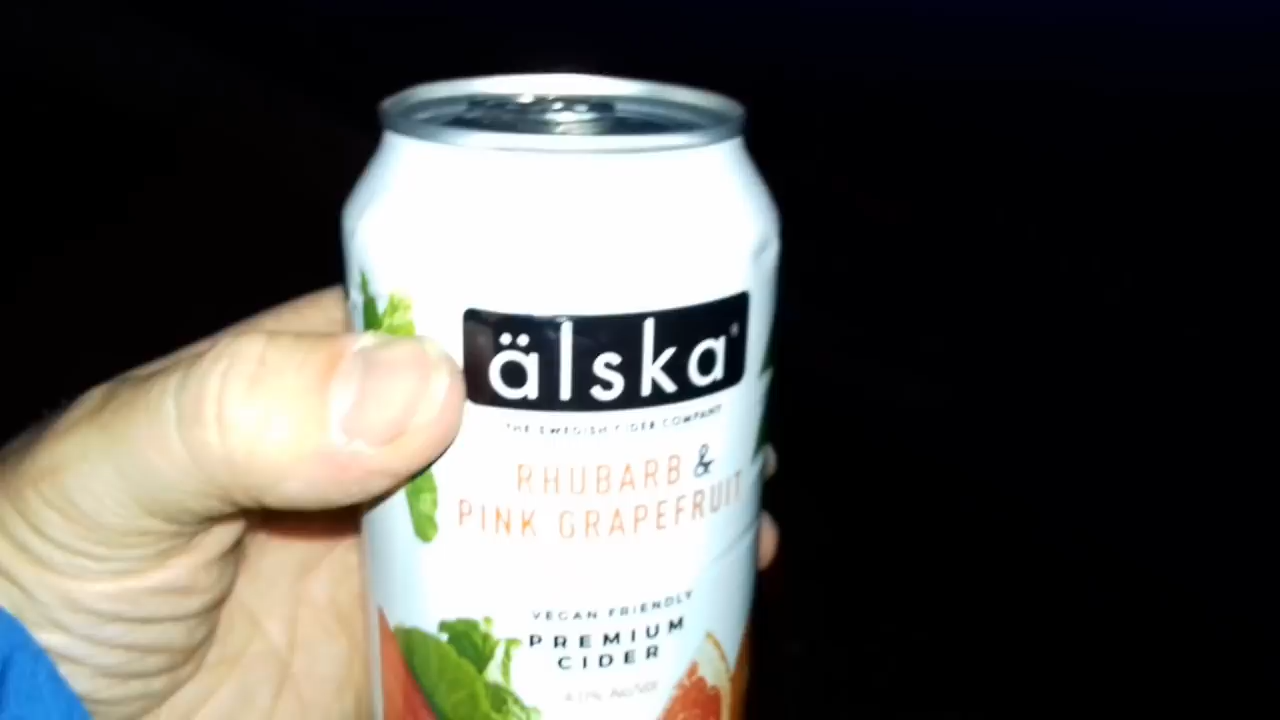 älska
THE SWEDISH CIDER COMPANY
RHUBARB &
PINK GRAPEFRUIT
VEGAN FRIENDLY
PREMIUM
CIDER